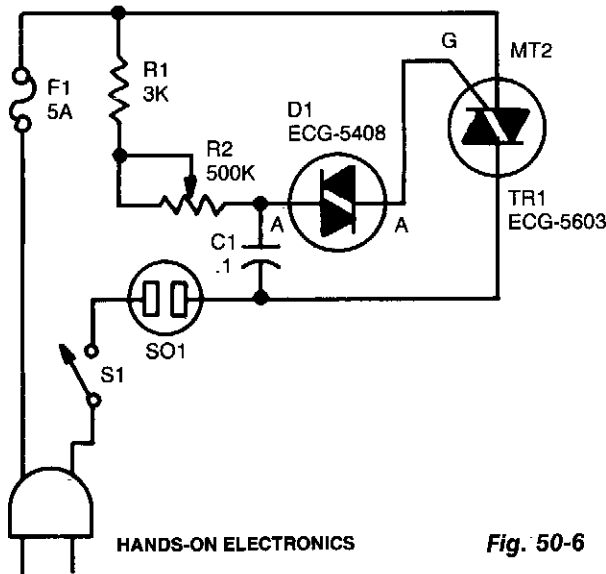 G
MT2
F1
5A
R1
3K
D1
ECG-5408
R2
500K
TR1
ECG-5603
A
A
C1
.1
SO1
S1
HANDS-ON ELECTRONICS
Fig. 50-6